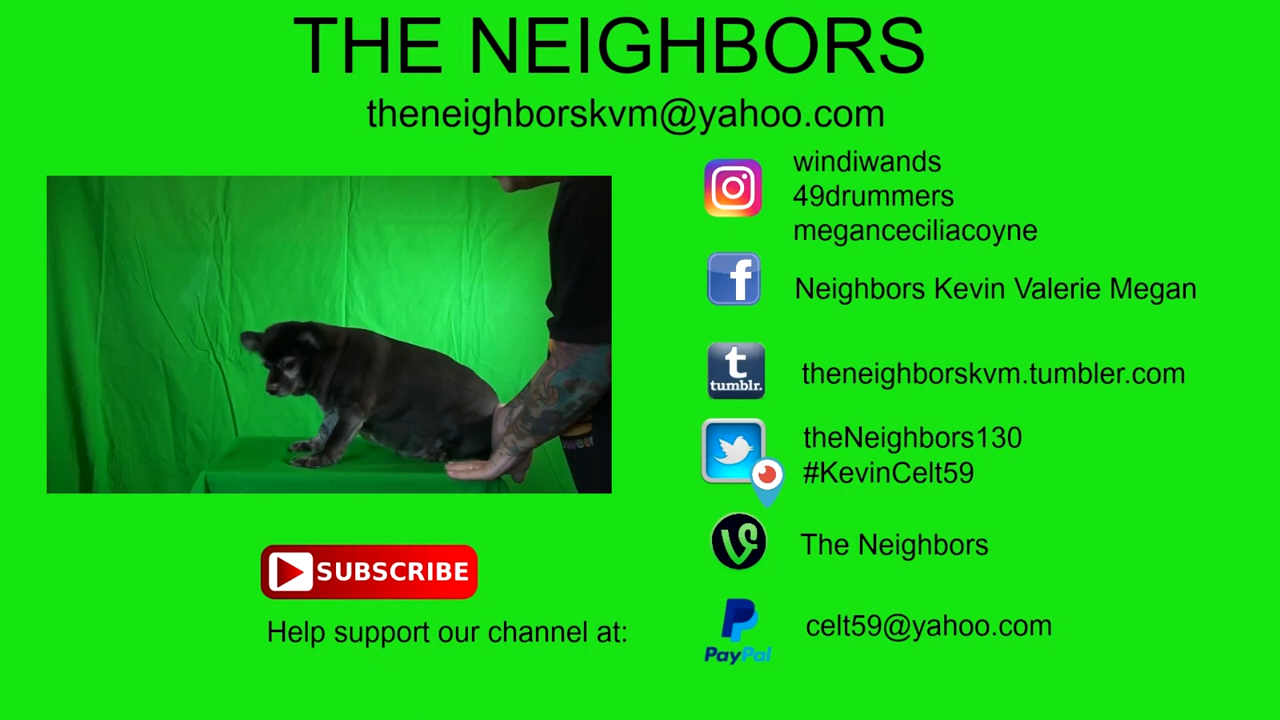 THE NEIGHBORS
theneighborskvm@yahoo.com
windiwands
49drummers
meganceciliacoyne
Neighbors Kevin Valerie Megan
tumblr.
theneighborskvm.tumbler.com
theNeighbors130
#KevinCelt59
The Neighbors
SUBSCRIBE
Help support our channel at:
PayPal
celt59@yahoo.com